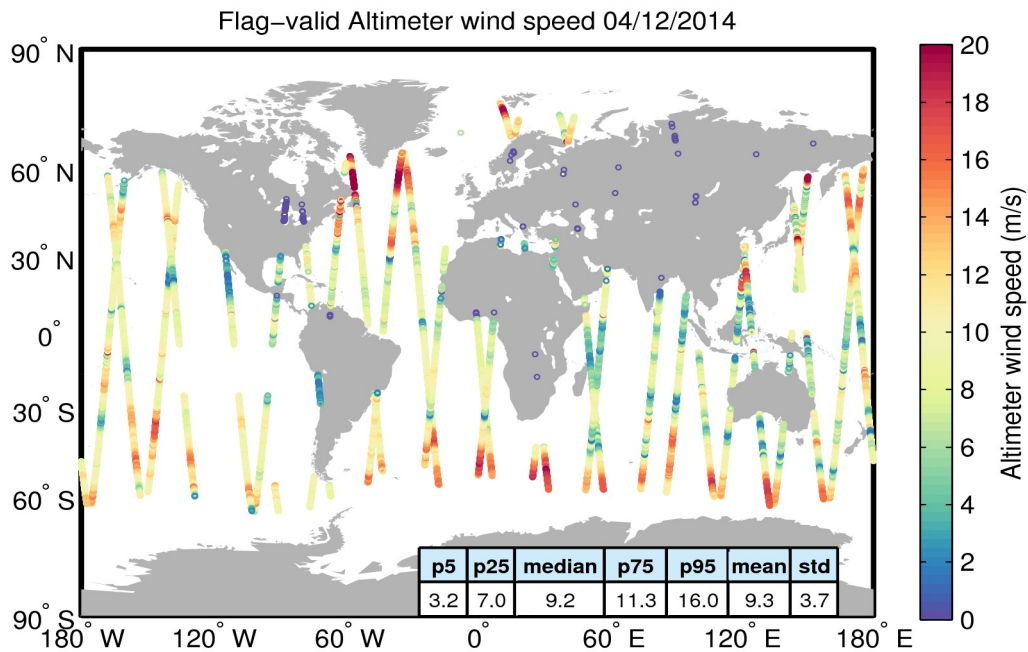 Flag−valid Altimeter wind speed 04/12/2014
90° N
60° N
30° N
0°
30° S
60° S
90° S
180° W
120° W
60° W
0°
60° E
120° E
180° E
p5 p25 median p75 p95 mean std
3.2 7.0 9.2 11.3 16.0 9.3 3.7
20
18
16
14
12
10
8
6
4
2
0
Altimeter wind speed (m/s)